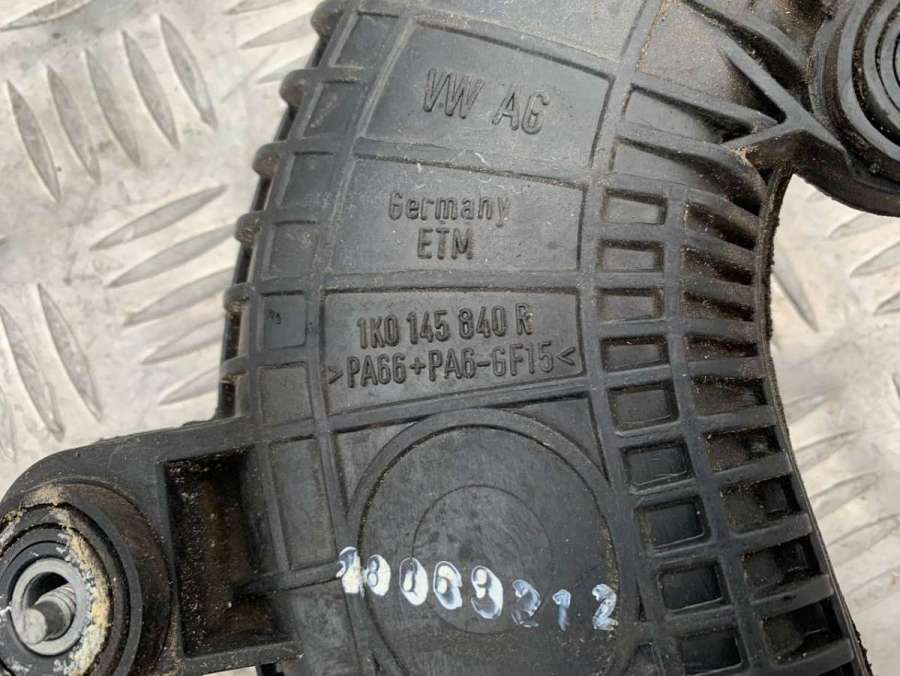 VW AG
Germany
ETM
1K0 145 840 R
>PA66+PA6-GF15<
18069212